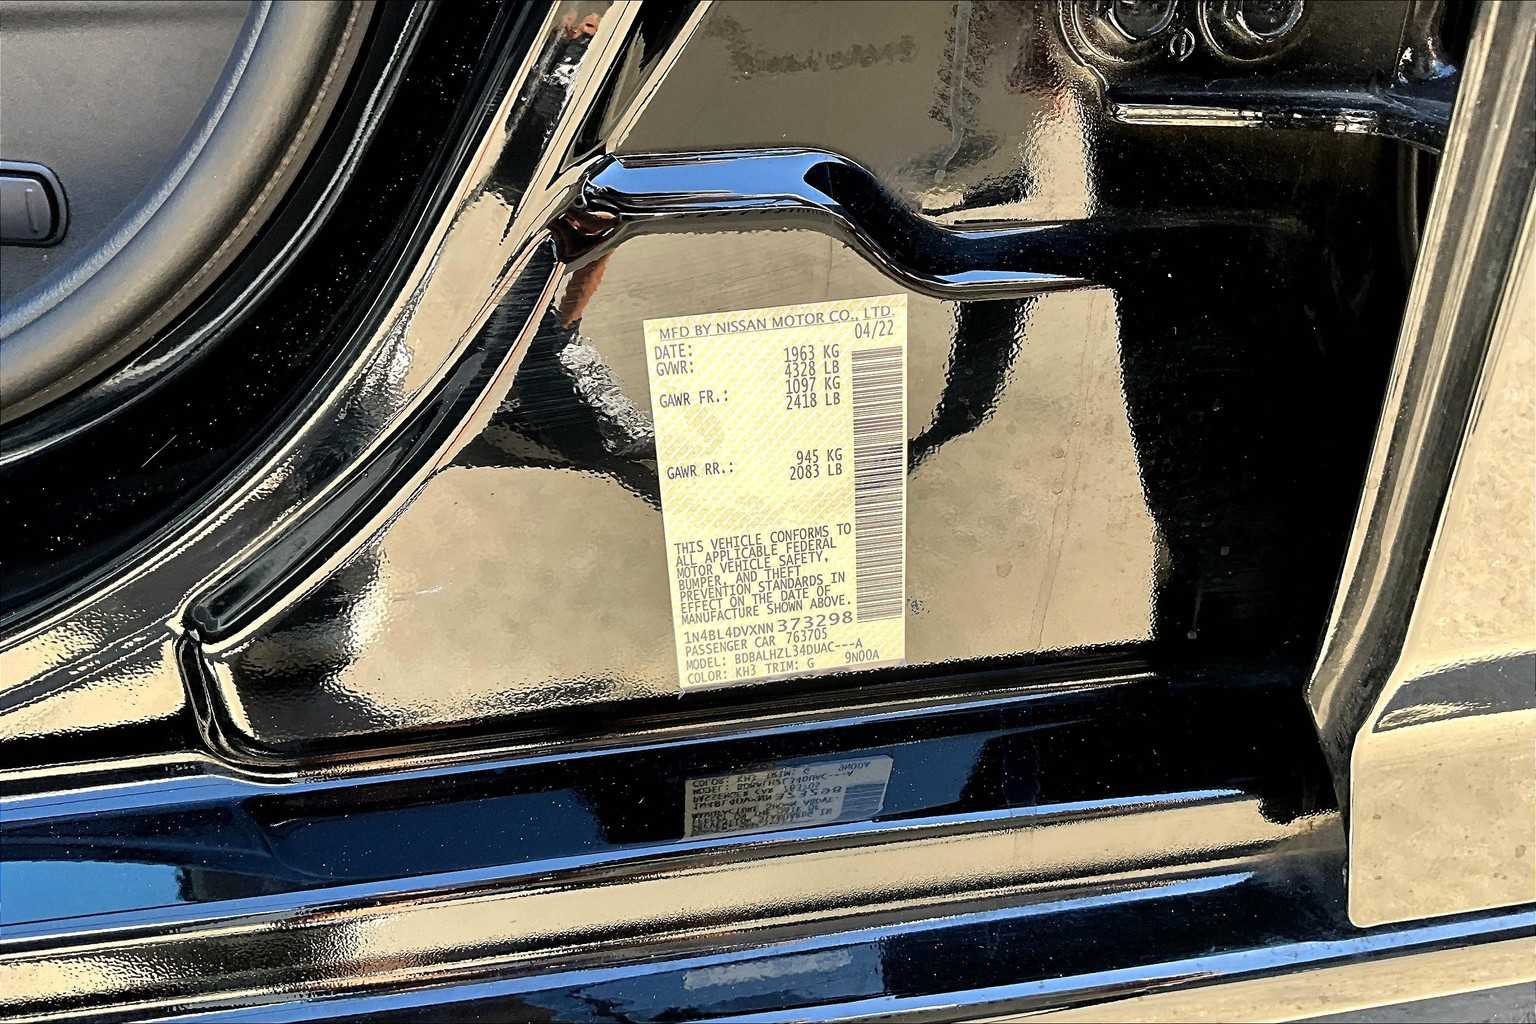 MFD BY NISSAN MOTOR CO., LTD.
DATE: 04/22
GVWR: 1963 KG
4328 LB
GAWR FR.: 1097 KG
2418 LB
GAWR RR.: 945 KG
2083 LB
THIS VEHICLE CONFORMS TO
ALL APPLICABLE FEDERAL
MOTOR VEHICLE SAFETY,
BUMPER, AND THEFT
PREVENTION STANDARDS IN
EFFECT ON THE DATE OF
MANUFACTURE SHOWN ABOVE.
1N4BL4DVXNN373298
PASSENGER CAR 763705
MODEL: BDBALHZL34DUAC---A
COLOR: KH3 TRIM: G 9N00A